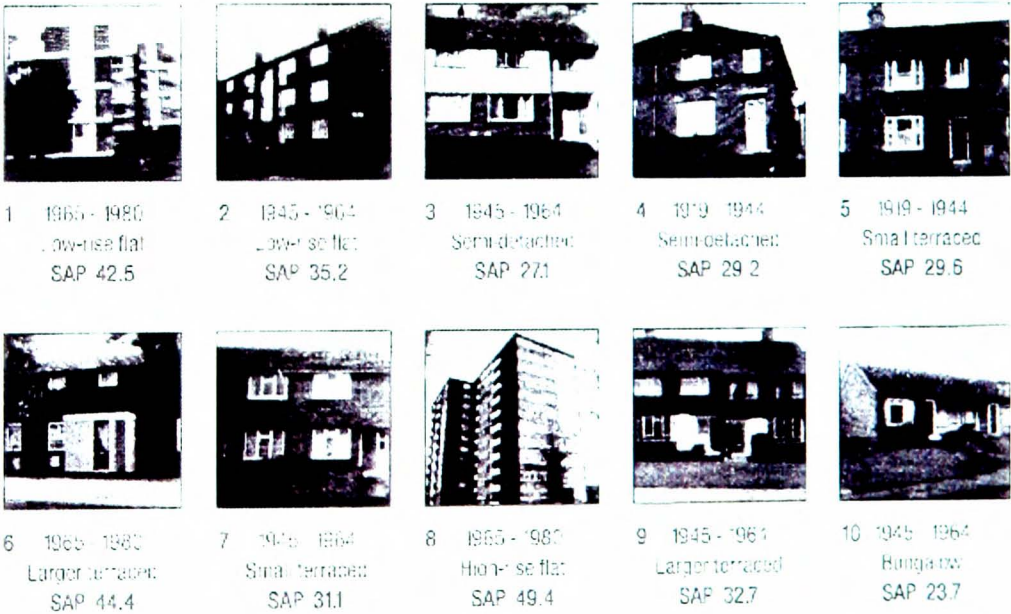 1 1965 - 1980
Low-rise flat
SAP 42.5
2 1945 - 1964
Low-rise flat
SAP 35.2
3 1945 - 1964
Semi-detached
SAP 27.1
4 1919 - 1944
Semi-detached
SAP 29.2
5 1919 - 1944
Small terraced
SAP 29.6
6 1965 - 1980
Larger terraced
SAP 44.4
7 1945 - 1964
Small terraced
SAP 31.1
8 1965 - 1980
High-rise flat
SAP 49.4
9 1945 - 1964
Larger terraced
SAP 32.7
10 1945 - 1964
Bungalow
SAP 23.7